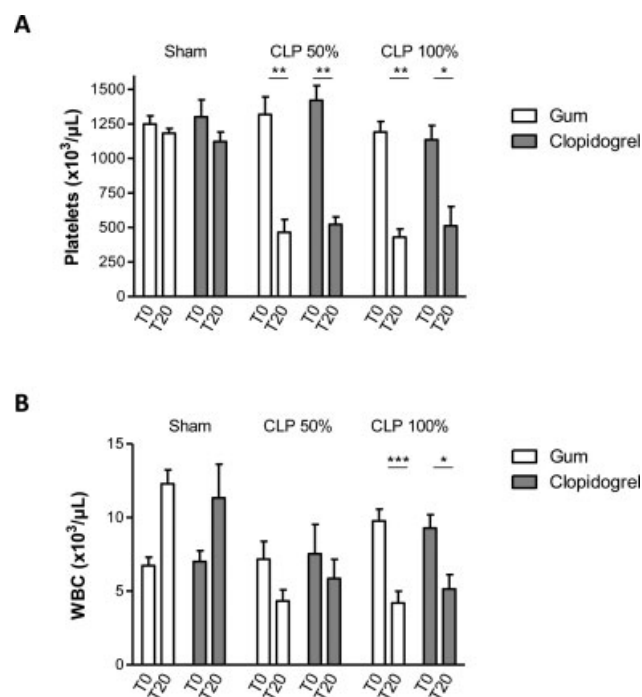 A
Sham CLP 50% CLP 100%
** ** ** *
Platelets (x10³/µL)
1500
1250
1000
750
500
250
0
T0 T20 T0 T20 T0 T20 T0 T20 T0 T20 T0 T20
Gum
Clopidogrel
B
Sham CLP 50% CLP 100%
*** *
WBC (x10³/µL)
15
10
5
0
T0 T20 T0 T20 T0 T20 T0 T20 T0 T20 T0 T20
Gum
Clopidogrel